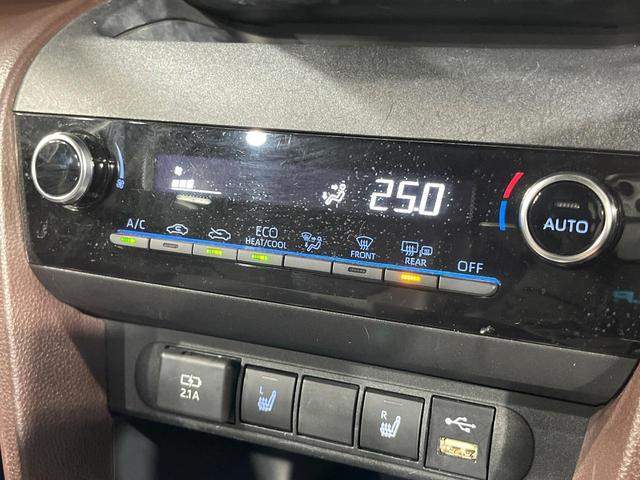 25.0
AUTO
A/C
ECO
HEAT/COOL
FRONT
REAR
OFF
2.1A
L
R